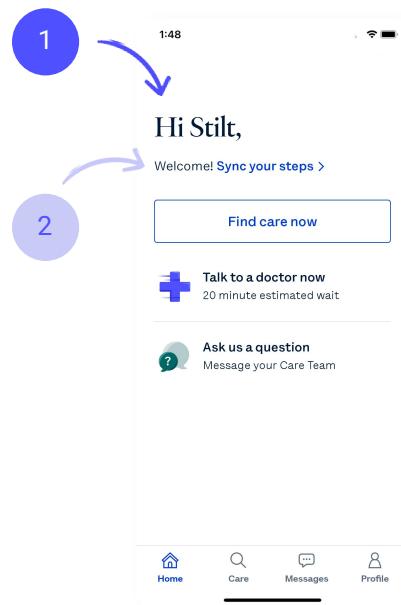 1
1:48
Hi Stilt,
Welcome! Sync your steps >
2
Find care now
Talk to a doctor now
20 minute estimated wait
?
Ask us a question
Message your Care Team
Home Care Messages Profile